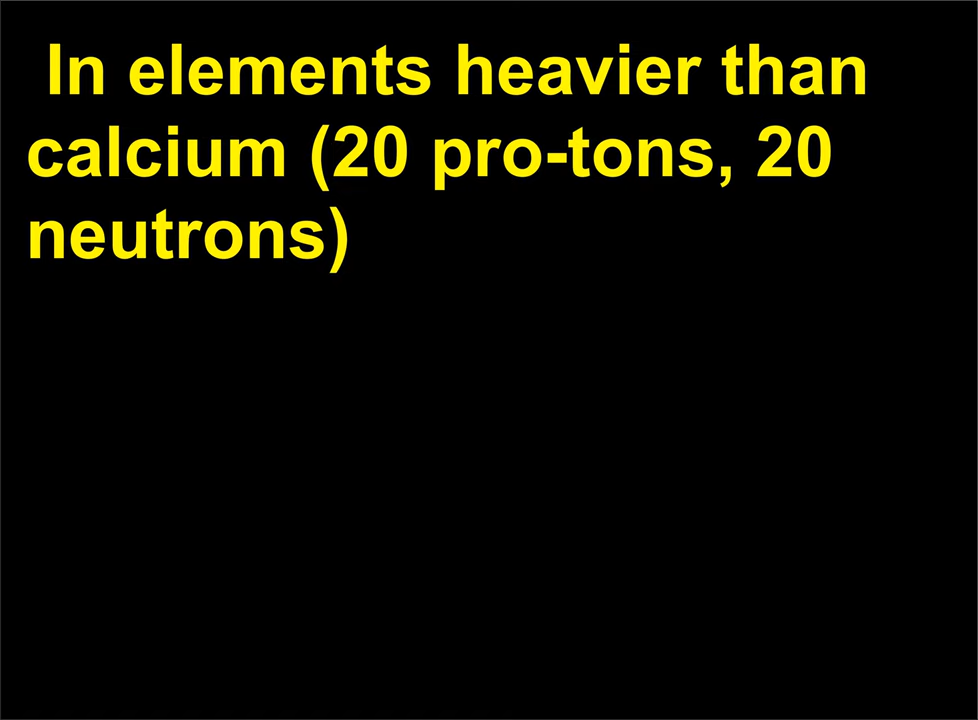 In elements heavier than
calcium (20 pro-tons, 20
neutrons)